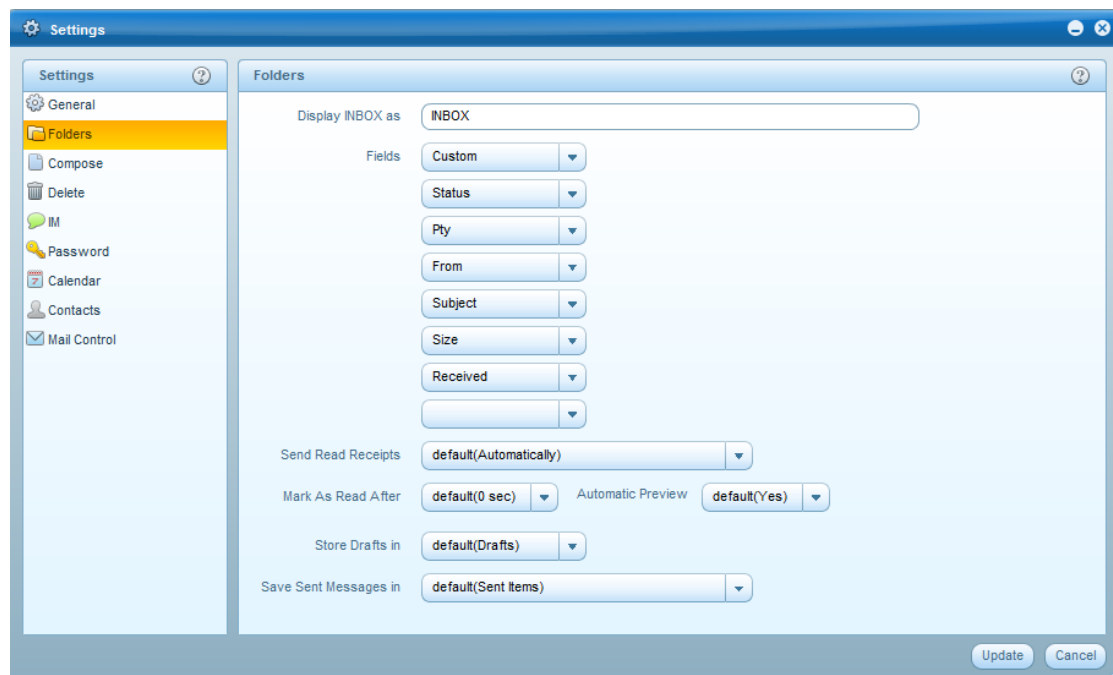 Settings
Settings
General
Folders
Compose
Delete
IM
Password
7 Calendar
Contacts
Mail Control
Folders
Display INBOX as INBOX
Fields Custom
Status
Pty
From
Subject
Size
Received
Send Read Receipts default(Automatically)
Mark As Read After default(0 sec) Automatic Preview default(Yes)
Store Drafts in default(Drafts)
Save Sent Messages in default(Sent Items)
Update Cancel